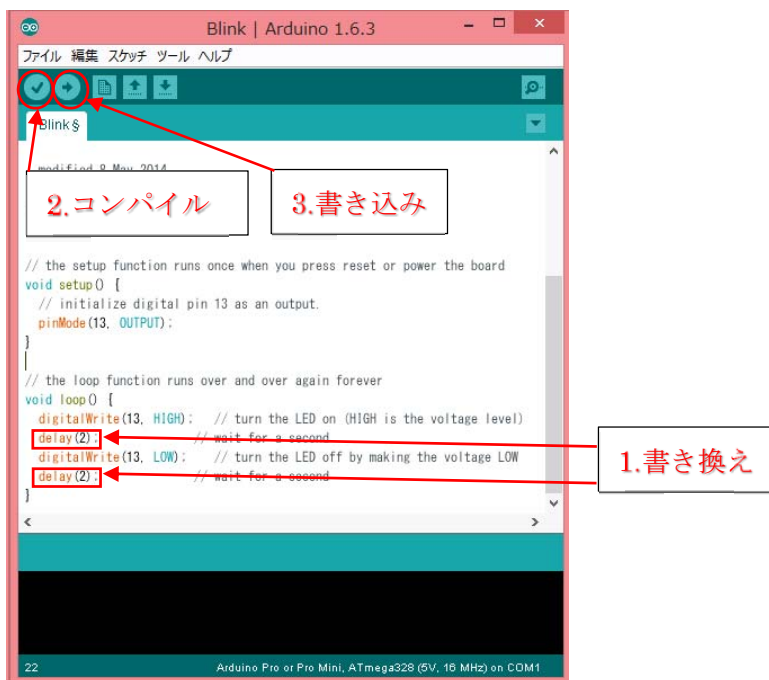 Blink | Arduino 1.6.3
ファイル 編集 スケッチ ツール ヘルプ
Blink §
modified 8 May 2014
2.コンパイル
3.書き込み
// the setup function runs once when you press reset or power the board
void setup() {
// initialize digital pin 13 as an output.
pinMode(13, OUTPUT);
}
// the loop function runs over and over again forever
void loop() {
digitalWrite(13, HIGH);   // turn the LED on (HIGH is the voltage level)
delay(2);   // wait for a second
digitalWrite(13, LOW);   // turn the LED off by making the voltage LOW
delay(2);   // wait for a second
}
1.書き換え
22
Arduino Pro or Pro Mini, ATmega328 (5V, 16 MHz) on COM1